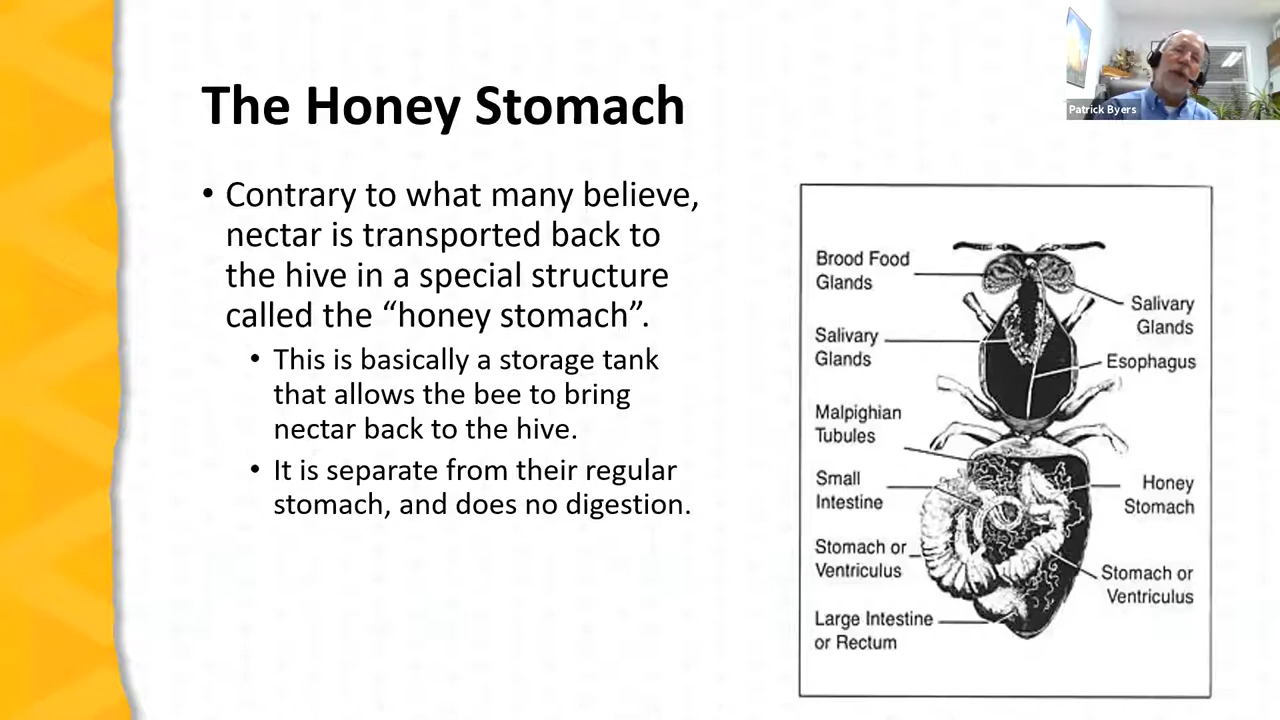 The Honey Stomach
Patrick Byers
• Contrary to what many believe,
nectar is transported back to
the hive in a special structure
called the “honey stomach”.
• This is basically a storage tank
that allows the bee to bring
nectar back to the hive.
• It is separate from their regular
stomach, and does no digestion.
Brood Food
Glands
Salivary
Glands
Malpighian
Tubules
Small
Intestine
Stomach or
Ventriculus
Large Intestine
or Rectum
Salivary
Glands
Esophagus
Honey
Stomach
Stomach or
Ventriculus